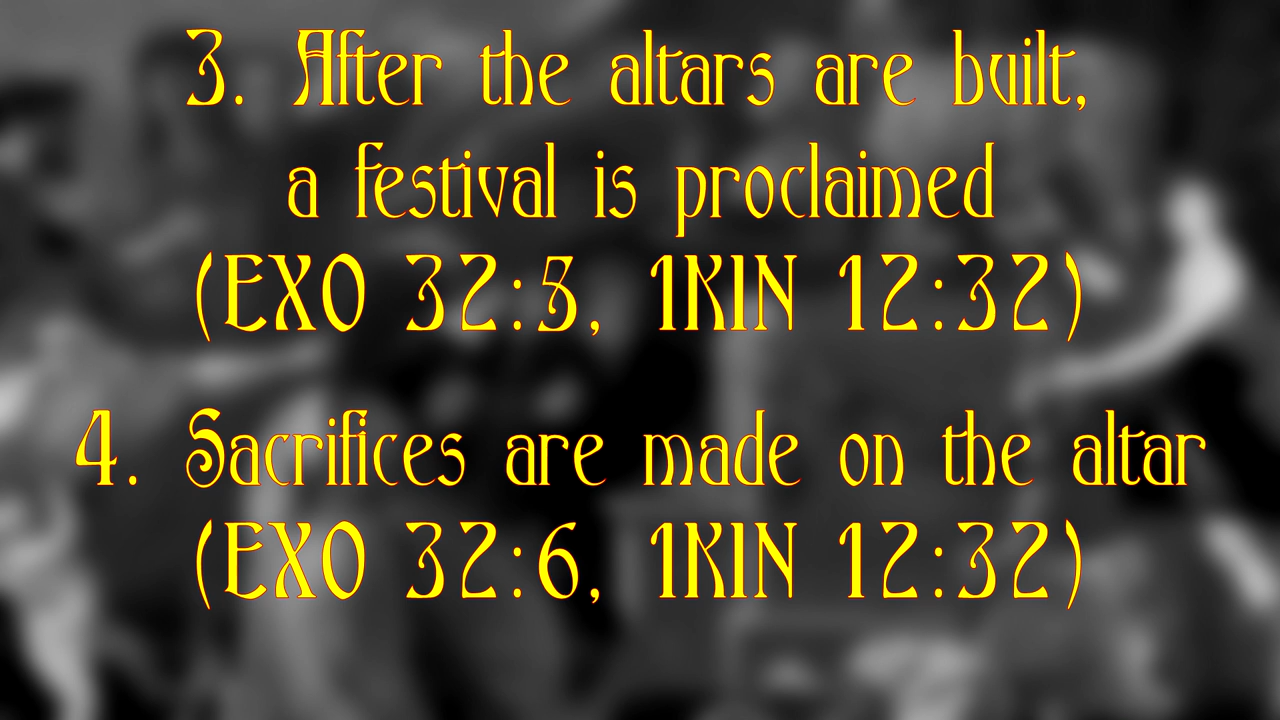 3. After the altars are built,
a festival is proclaimed
(EXO 32:5, 1KIN 12:32)
4. Sacrifices are made on the altar
(EXO 32:6, 1KIN 12:32)